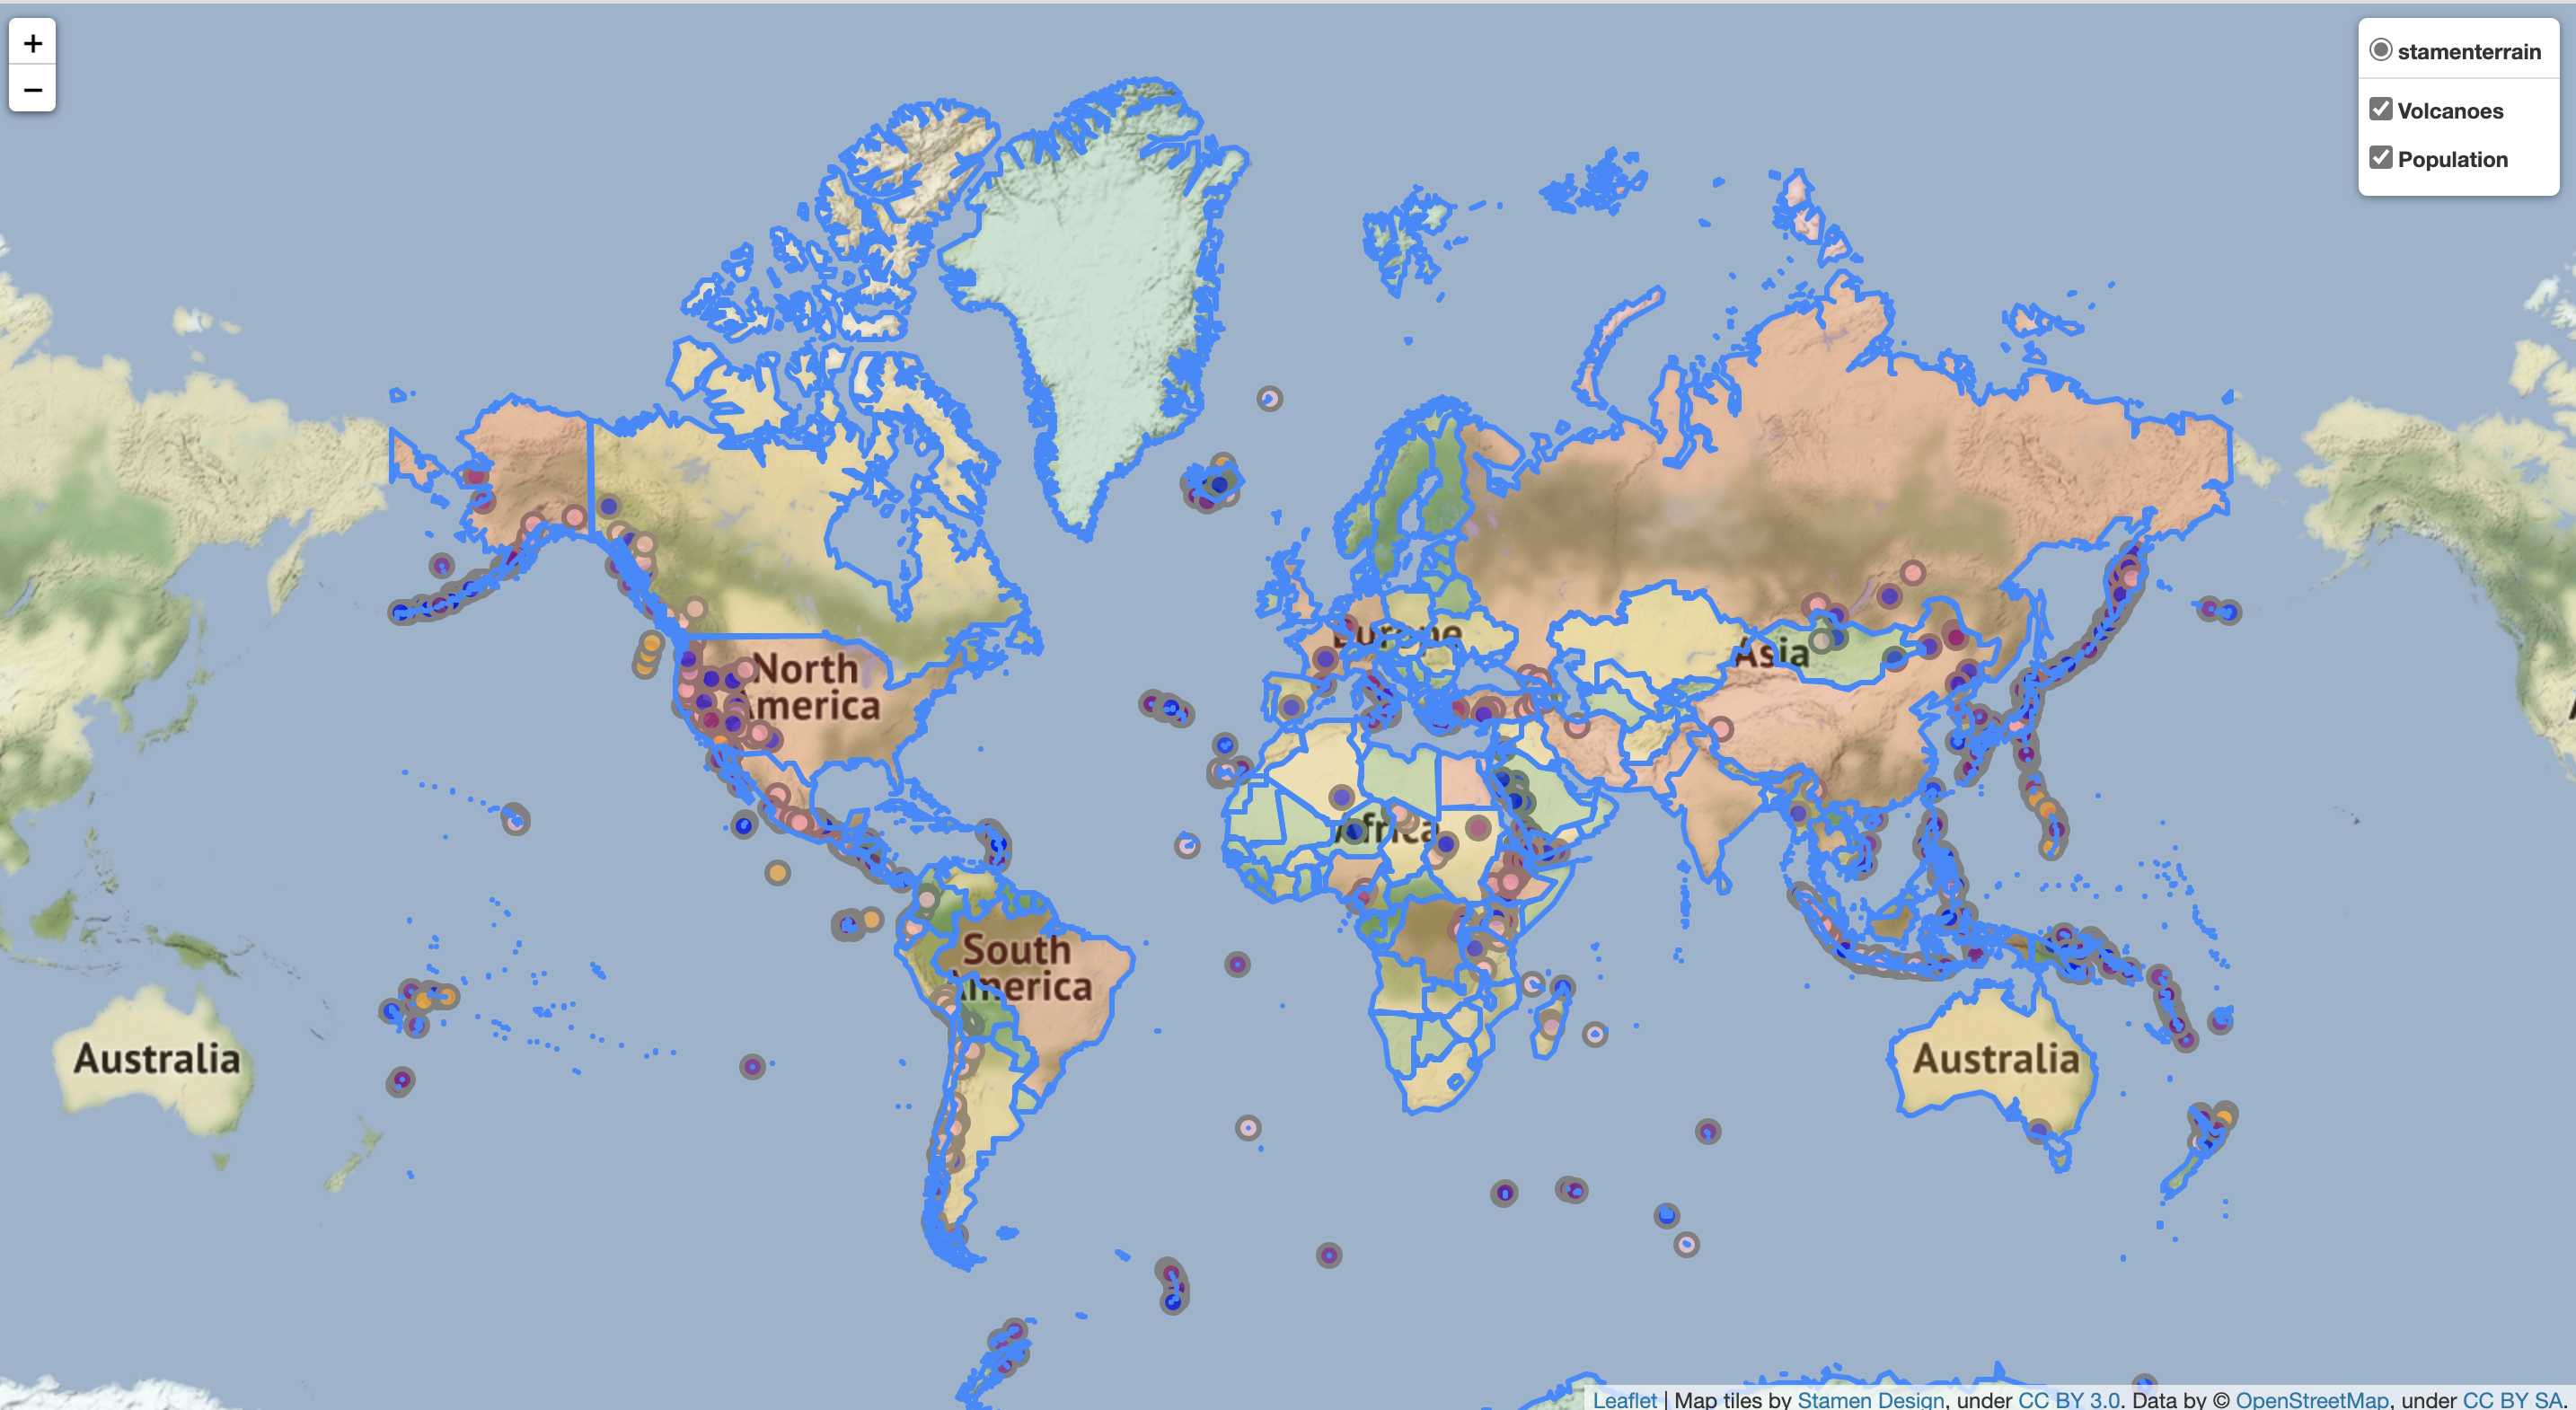 +
−
stamenterrain
Volcanoes
Population
North
America
Europe
Asia
Africa
South
America
Australia
Australia
Leaflet | Map tiles by Stamen Design, under CC BY 3.0. Data by © OpenStreetMap, under CC BY SA.